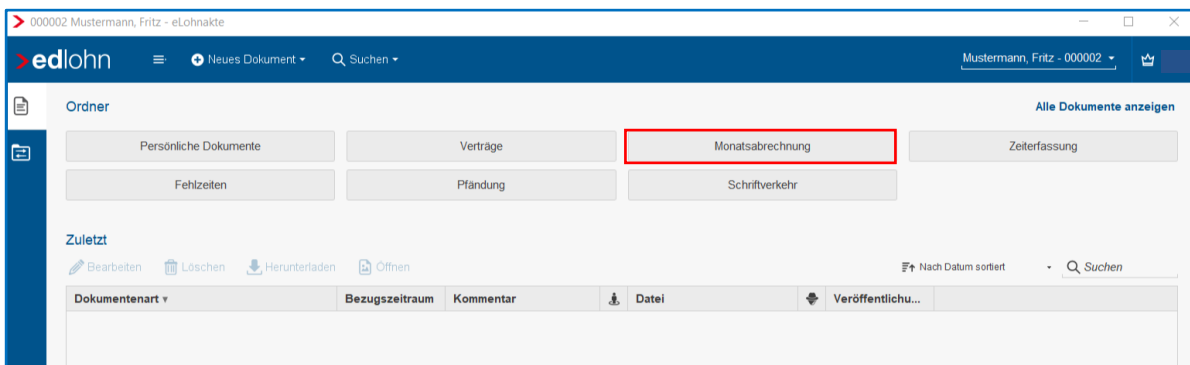 000002 Mustermann, Fritz - eLohnakte
edlohn Neues Dokument Suchen Mustermann, Fritz - 000002
Ordner Alle Dokumente anzeigen
Persönliche Dokumente Verträge Monatsabrechnung Zeiterfassung
Fehlzeiten Pfändung Schriftverkehr
Zuletzt
Bearbeiten Löschen Herunterladen Öffnen Nach Datum sortiert Suchen
Dokumentenart Bezugszeitraum Kommentar Datei Veröffentlichu...